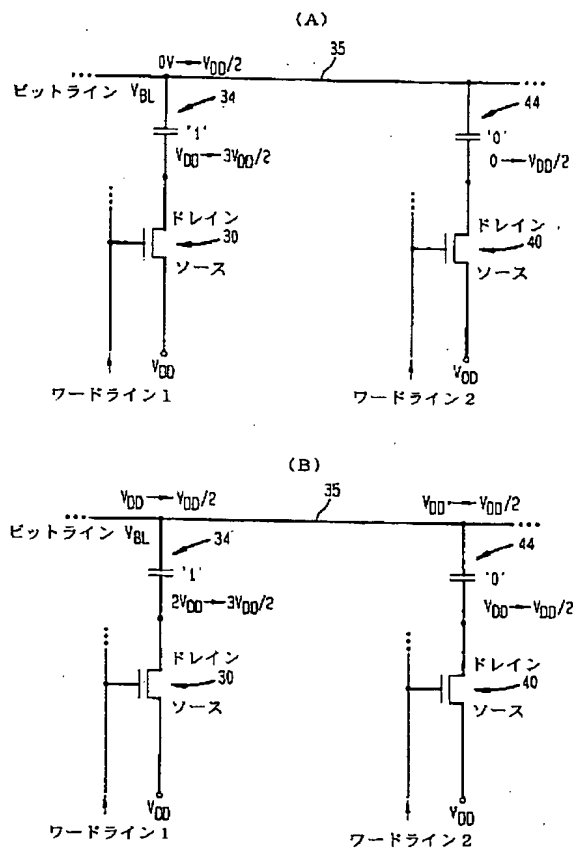 (A)
0V→V_DD/2
35
ビットライン V_BL
34
44
'1'
'0'
V_DD→3V_DD/2
0→V_DD/2
ドレイン
30
ソース
ドレイン
40
ソース
V_DD
V_DD
ワードライン1
ワードライン2
(B)
V_DD→V_DD/2
35
V_DD→V_DD/2
ビットライン V_BL
34
44
'1'
'0'
2V_DD→3V_DD/2
V_DD→V_DD/2
ドレイン
30
ソース
ドレイン
40
ソース
V_DD
V_DD
ワードライン1
ワードライン2